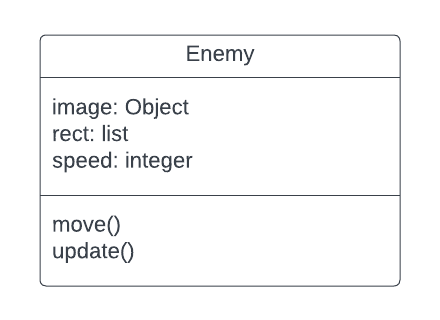 Enemy
image: Object
rect: list
speed: integer
move()
update()